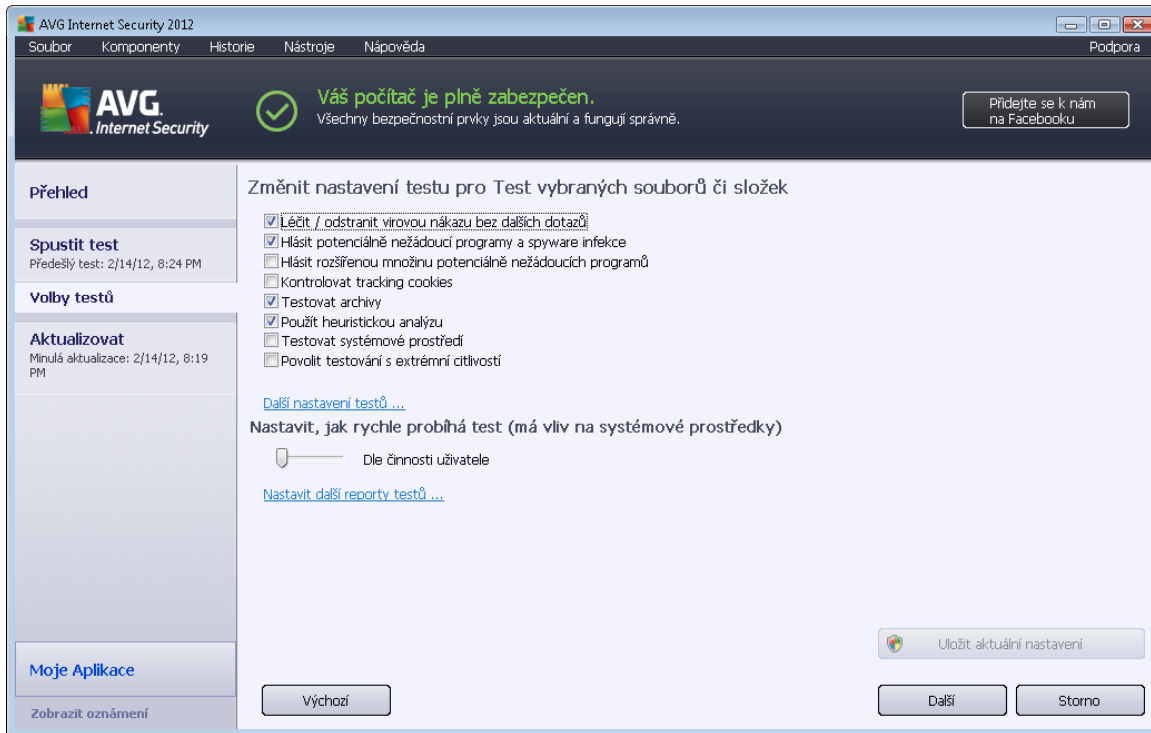 AVG Internet Security 2012
Soubor Komponenty Historie Nástroje Nápověda Podpora
AVG.
Internet Security
Váš počítač je plně zabezpečen.
Všechny bezpečnostní prvky jsou aktuální a fungují správně.
Přidejte se k nám
na Facebooku
Přehled
Spustit test
Předešlý test: 2/14/12, 8:24 PM
Volby testů
Aktualizovat
Minulá aktualizace: 2/14/12, 8:19
PM
Moje Aplikace
Zobrazit oznámení
Změnit nastavení testu pro Test vybraných souborů či složek
Léčit / odstranit virovou nákazu bez dalších dotazů
Hlásit potenciálně nežádoucí programy a spyware infekce
Hlásit rozšířenou množinu potenciálně nežádoucích programů
Kontrolovat tracking cookies
Testovat archivy
Použít heuristickou analýzu
Testovat systémové prostředí
Povolit testování s extrémní citlivostí
Další nastavení testů ...
Nastavit, jak rychle probíhá test (má vliv na systémové prostředky)
Dle činnosti uživatele
Nastavit další reporty testů ...
Uložit aktuální nastavení
Výchozí
Další
Storno